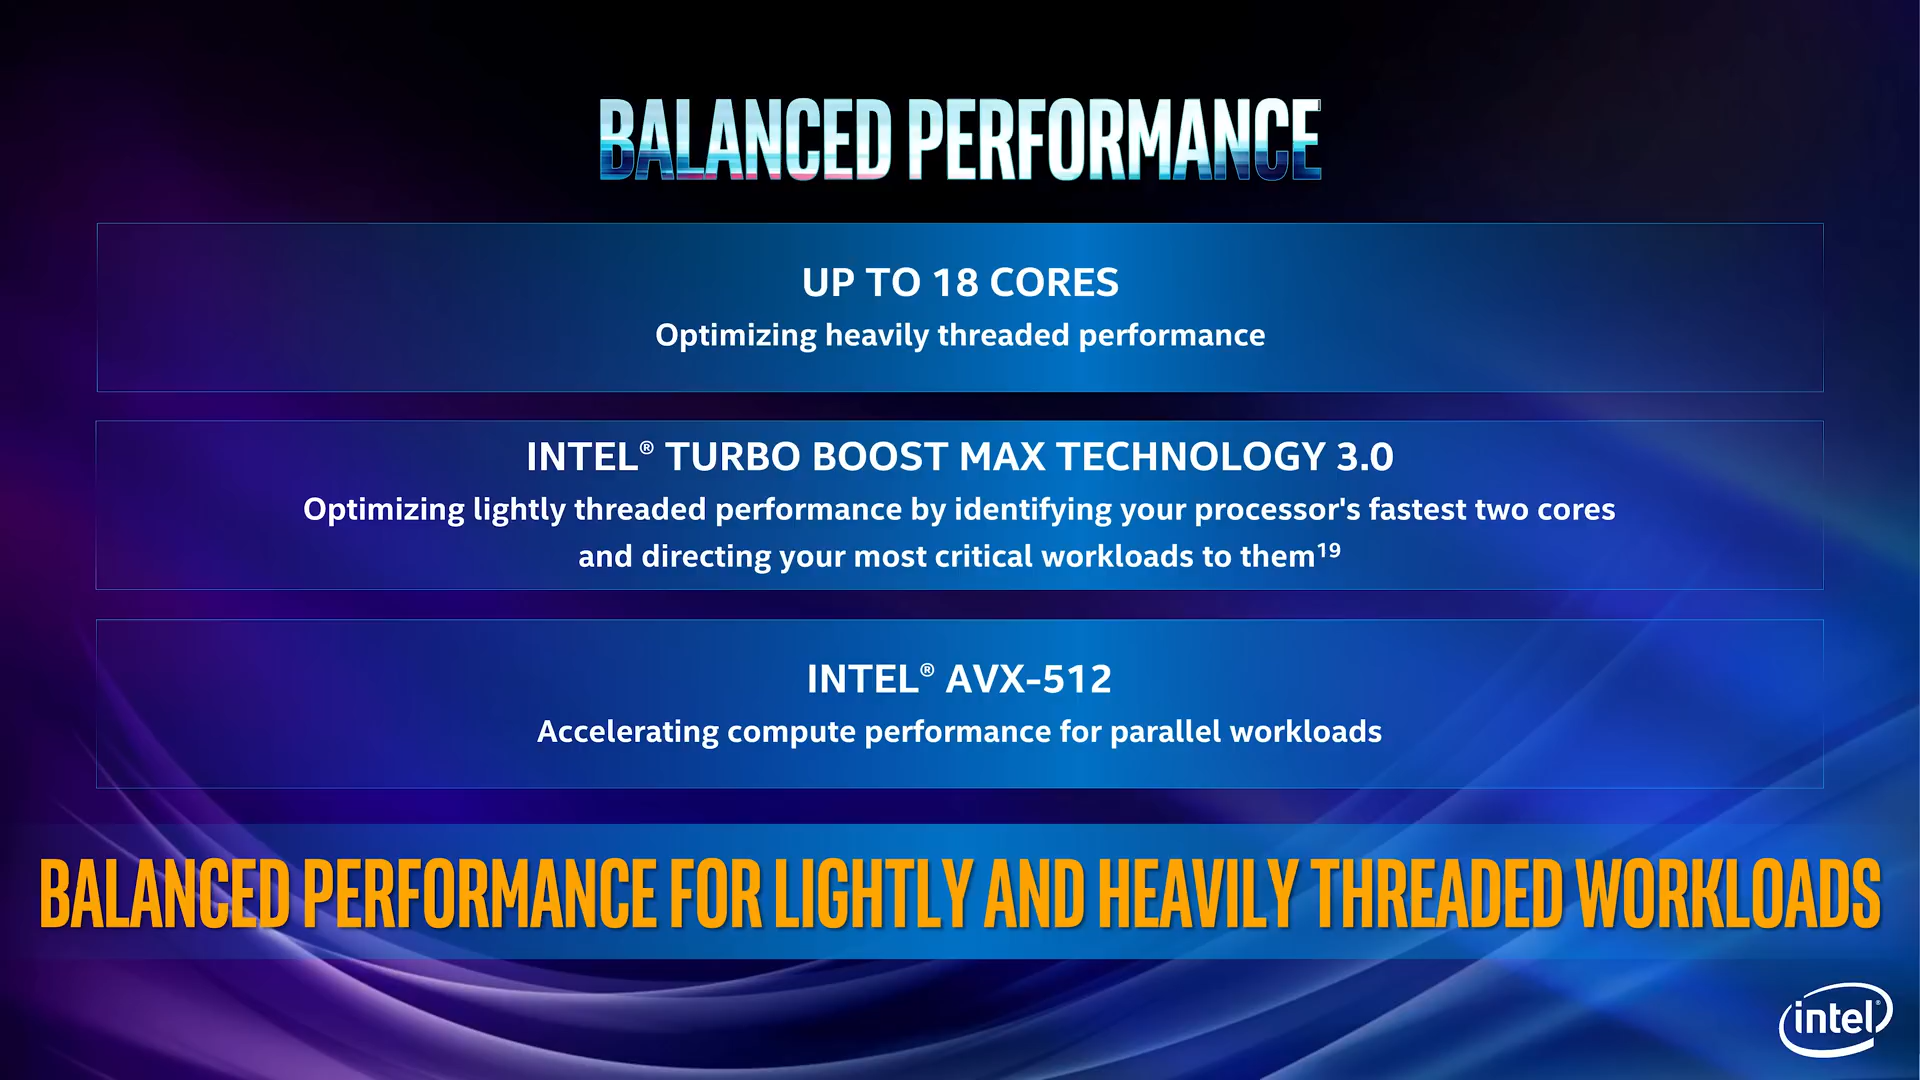 BALANCED PERFORMANCE
UP TO 18 CORES
Optimizing heavily threaded performance
INTEL® TURBO BOOST MAX TECHNOLOGY 3.0
Optimizing lightly threaded performance by identifying your processor's fastest two cores
and directing your most critical workloads to them¹⁹
INTEL® AVX-512
Accelerating compute performance for parallel workloads
BALANCED PERFORMANCE FOR LIGHTLY AND HEAVILY THREADED WORKLOADS
intel®